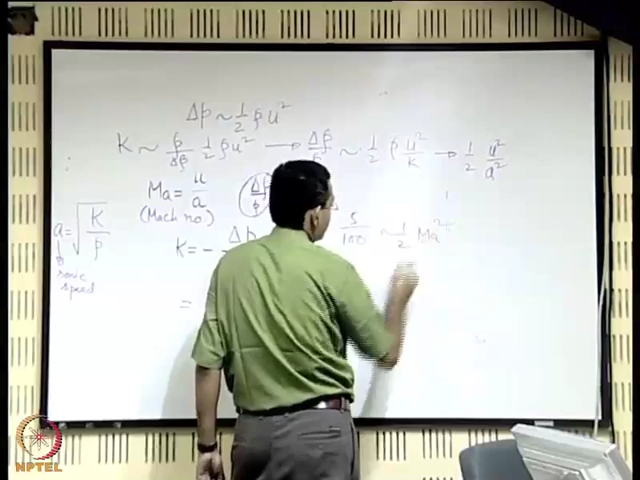 Δp ~ 1/2 ρ u²
K ~ p/Δρ 1/2 ρ u² → Δρ/ρ ~ 1/2 ρ u²/K → 1/2 u²/a²
Ma = u/a
(Mach no.)
a = √K/ρ
sonic
speed
K = - Δp
=
5/100 ~ 1/2 Ma²
NPTEL